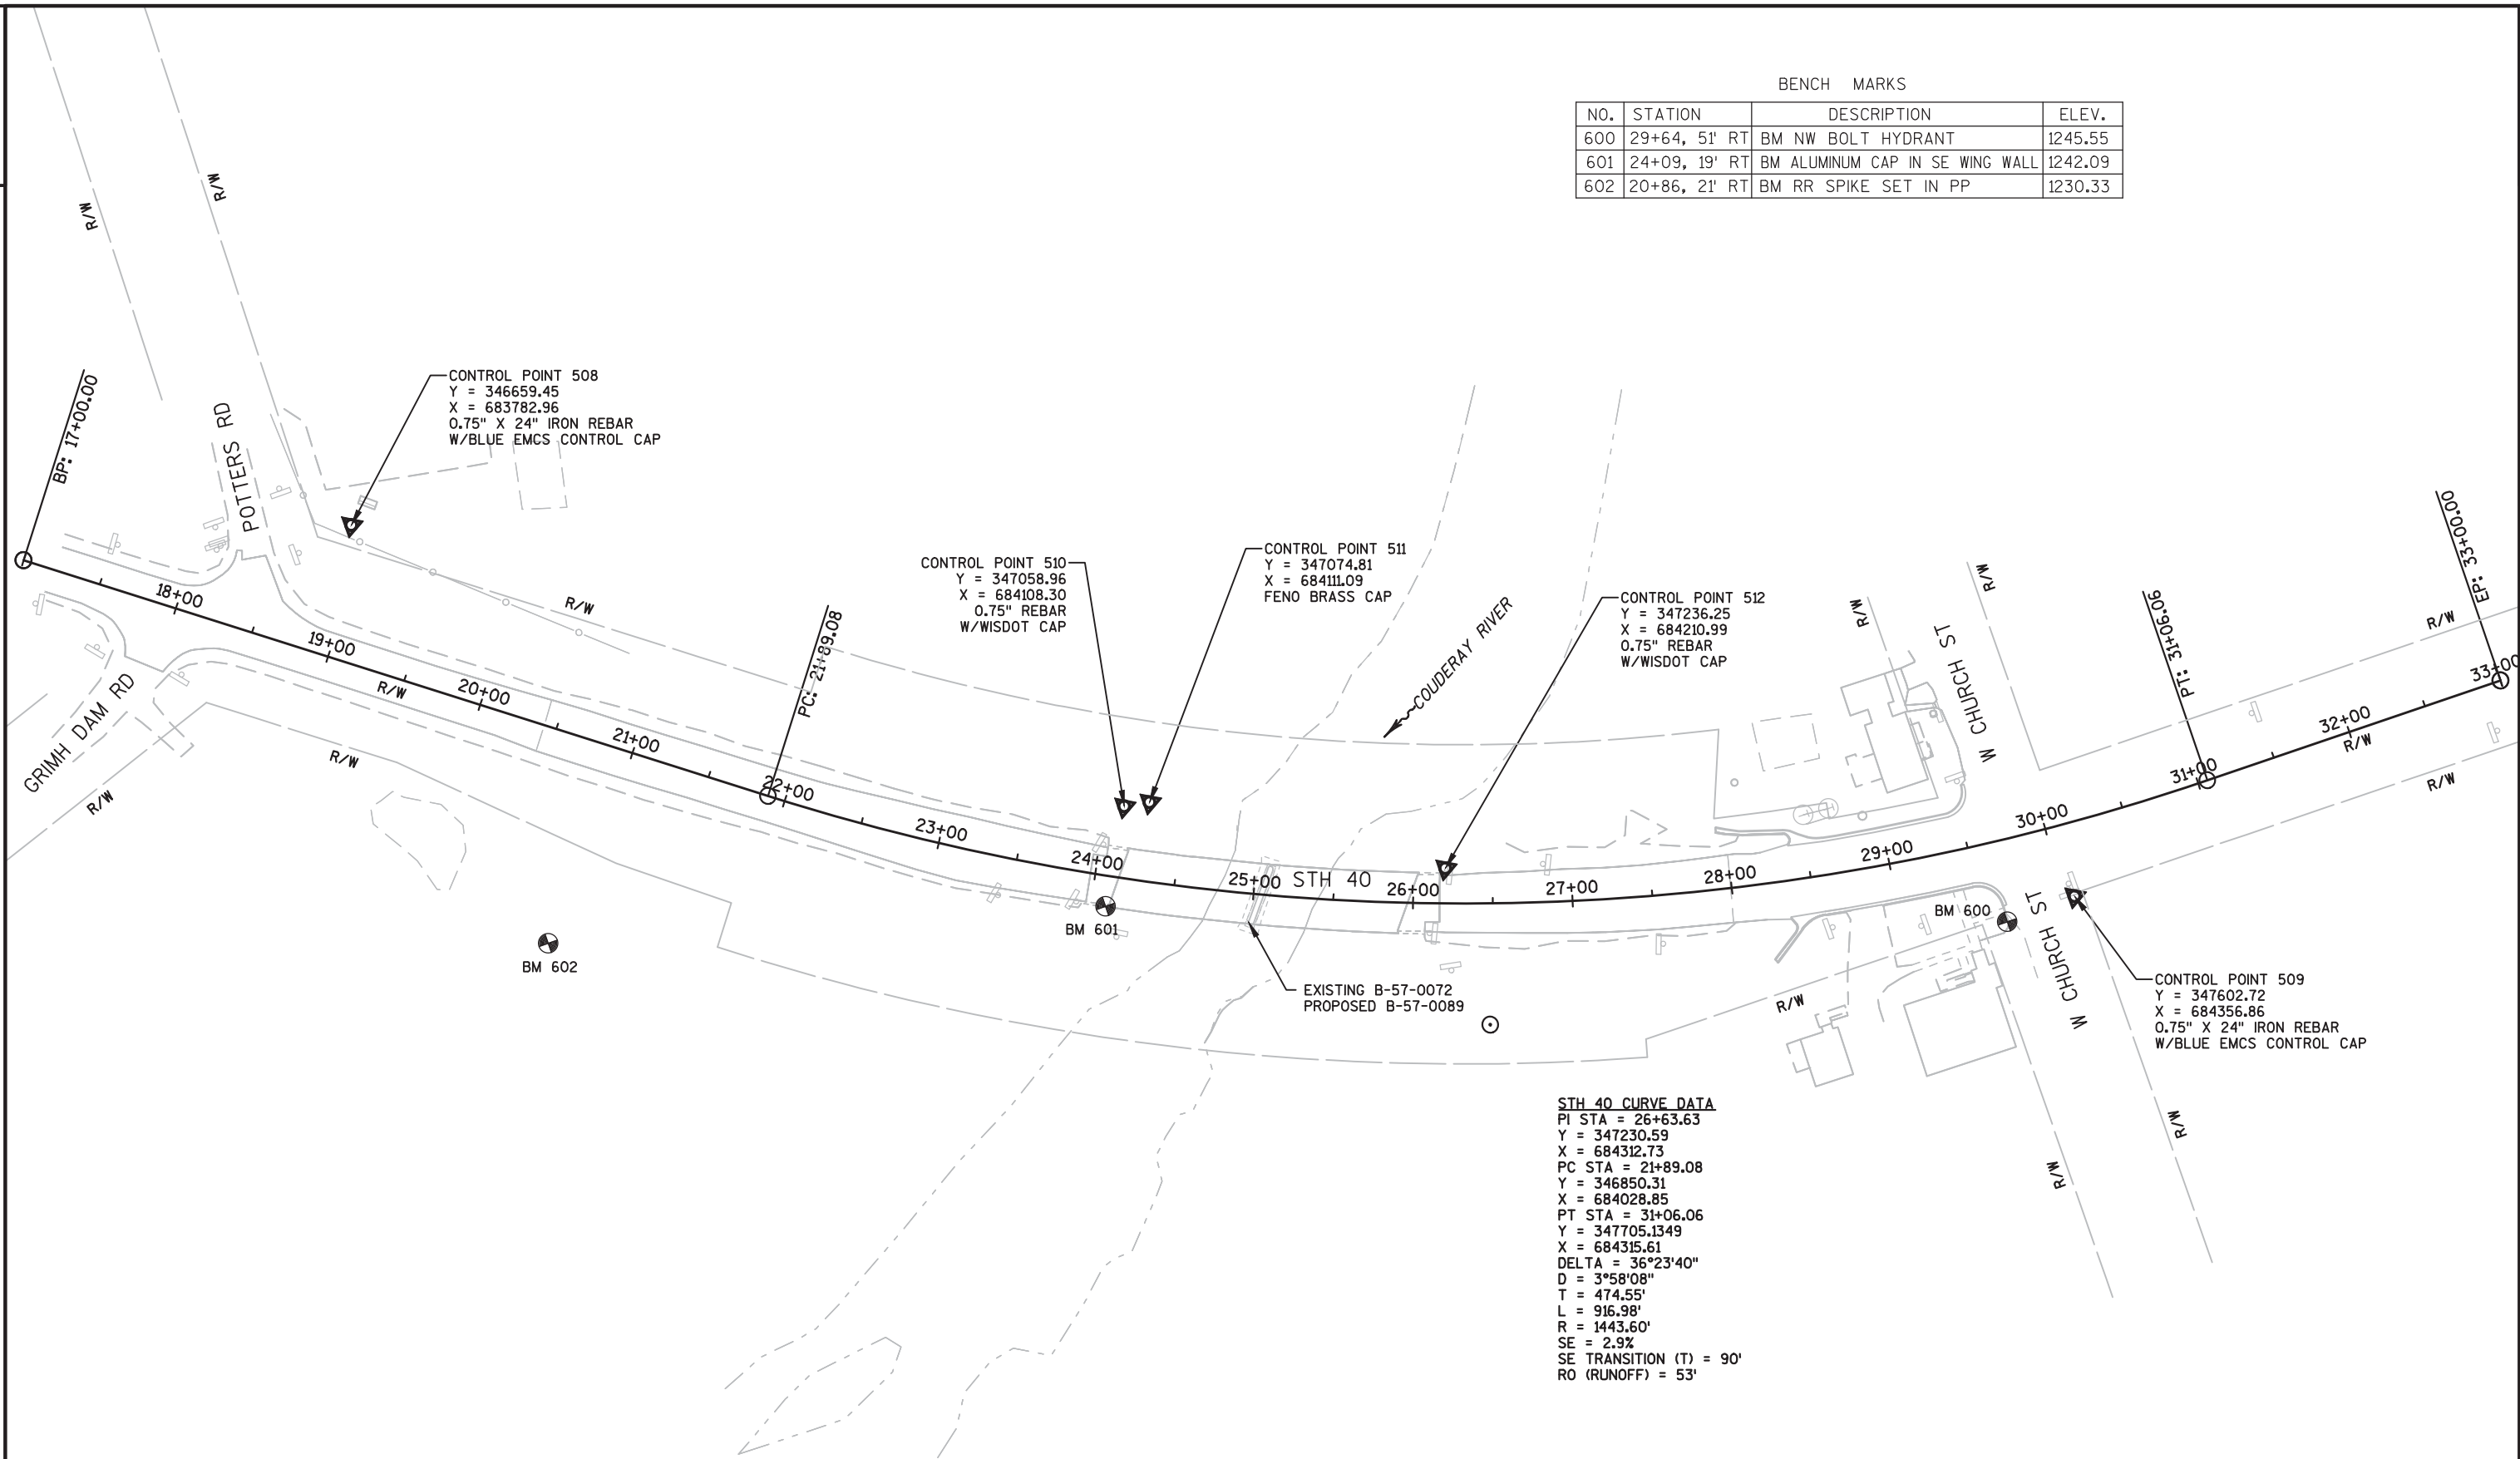 BENCH MARKS
NO. STATION DESCRIPTION ELEV.
600 29+64, 51' RT BM NW BOLT HYDRANT 1245.55
601 24+09, 19' RT BM ALUMINUM CAP IN SE WING WALL 1242.09
602 20+86, 21' RT BM RR SPIKE SET IN PP 1230.33
R/W
R/W
BP: 17+00.00
POTTERS RD
CONTROL POINT 508
Y = 346659.45
X = 683782.96
0.75" X 24" IRON REBAR
W/BLUE EMCS CONTROL CAP
R/W
18+00
19+00
R/W
20+00
21+00
22+00
PC: 21+89.08
GRIMH DAM RD
R/W
R/W
CONTROL POINT 510
Y = 347058.96
X = 684108.30
0.75" REBAR
W/WISDOT CAP
CONTROL POINT 511
Y = 347074.81
X = 684111.09
FENO BRASS CAP
COUDERAY RIVER
CONTROL POINT 512
Y = 347236.25
X = 684210.99
0.75" REBAR
W/WISDOT CAP
R/W
R/W
W CHURCH ST
PT: 31+06.06
EP: 33+00.00
R/W
33+00
32+00
R/W
31+00
R/W
23+00
24+00
25+00
STH 40
26+00
27+00
28+00
29+00
30+00
BM 602
BM 601
BM 600
W CHURCH ST
EXISTING B-57-0072
PROPOSED B-57-0089
R/W
CONTROL POINT 509
Y = 347602.72
X = 684356.86
0.75" X 24" IRON REBAR
W/BLUE EMCS CONTROL CAP
R/W
R/W
STH 40 CURVE DATA
PI STA = 26+63.63
Y = 347230.59
X = 684312.73
PC STA = 21+89.08
Y = 346850.31
X = 684028.85
PT STA = 31+06.06
Y = 347705.1349
X = 684315.61
DELTA = 36°23'40"
D = 3°58'08"
T = 474.55'
L = 916.98'
R = 1443.60'
SE = 2.9%
SE TRANSITION (T) = 90'
RO (RUNOFF) = 53'